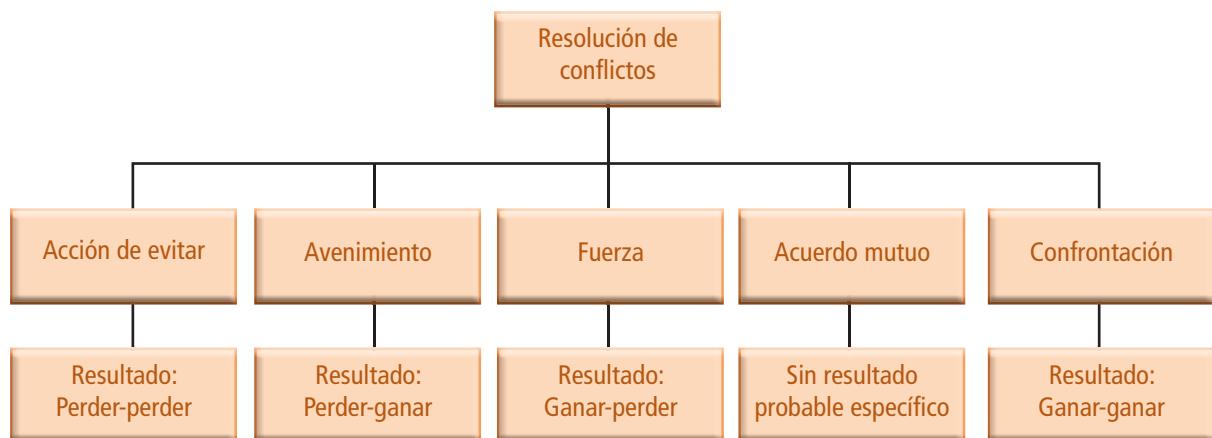 Resolución de
conflictos
Acción de evitar
Avenimiento
Fuerza
Acuerdo mutuo
Confrontación
Resultado:
Perder-perder
Resultado:
Perder-ganar
Resultado:
Ganar-perder
Sin resultado
probable específico
Resultado:
Ganar-ganar